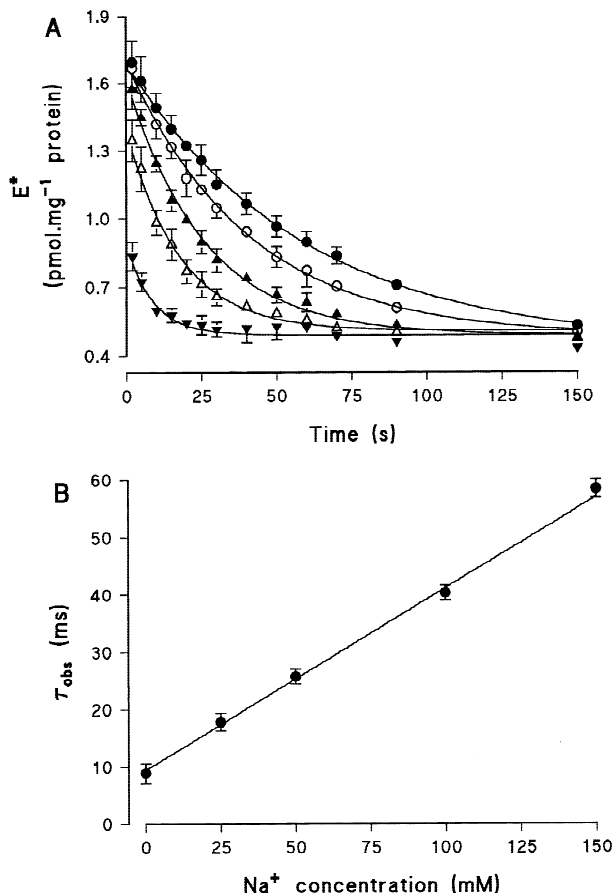 A
1.9
1.6
1.3
1.0
0.7
0.4
E*
(pmol.mg⁻¹ protein)
0 25 50 75 100 125 150
Time (s)
B
60
50
40
30
20
10
0
τobs (ms)
0 25 50 75 100 125 150
Na⁺ concentration (mM)